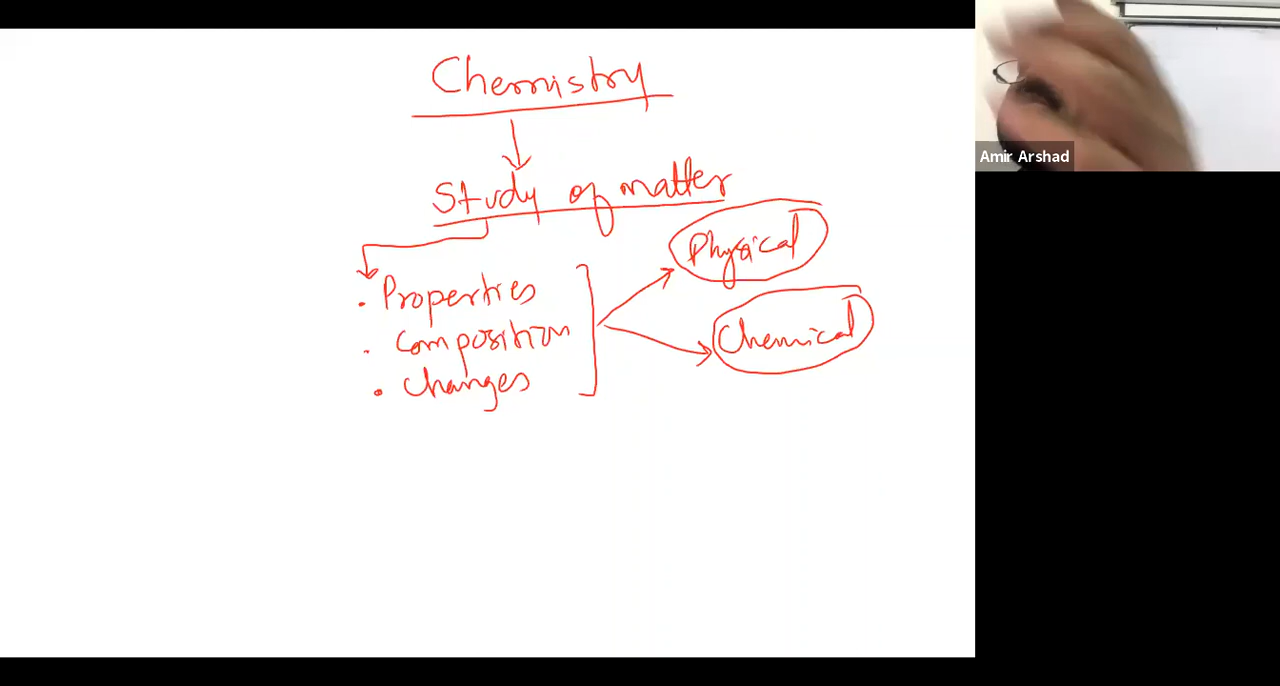 Chemistry
Study of matter
Physical
Chemical
. Properties
. Composition
. Changes
Amir Arshad